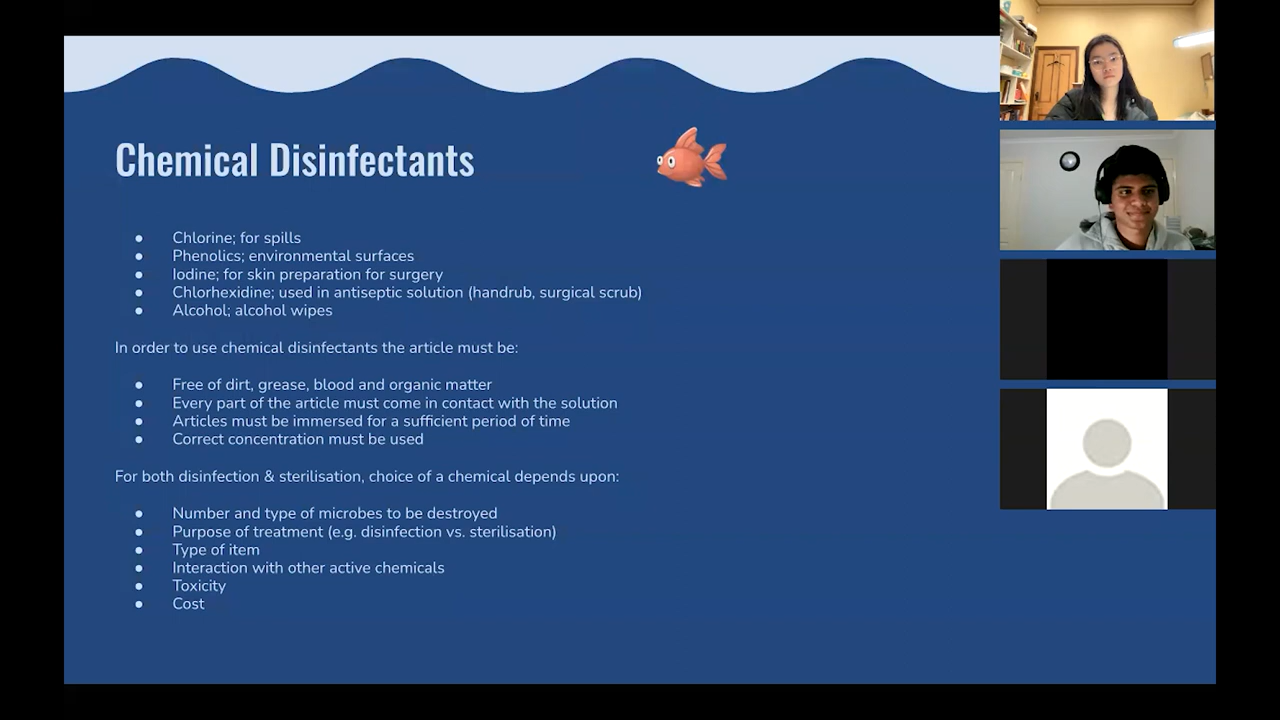 Chemical Disinfectants
● Chlorine; for spills
● Phenolics; environmental surfaces
● Iodine; for skin preparation for surgery
● Chlorhexidine; used in antiseptic solution (handrub, surgical scrub)
● Alcohol; alcohol wipes
In order to use chemical disinfectants the article must be:
● Free of dirt, grease, blood and organic matter
● Every part of the article must come in contact with the solution
● Articles must be immersed for a sufficient period of time
● Correct concentration must be used
For both disinfection & sterilisation, choice of a chemical depends upon:
● Number and type of microbes to be destroyed
● Purpose of treatment (e.g. disinfection vs. sterilisation)
● Type of item
● Interaction with other active chemicals
● Toxicity
● Cost